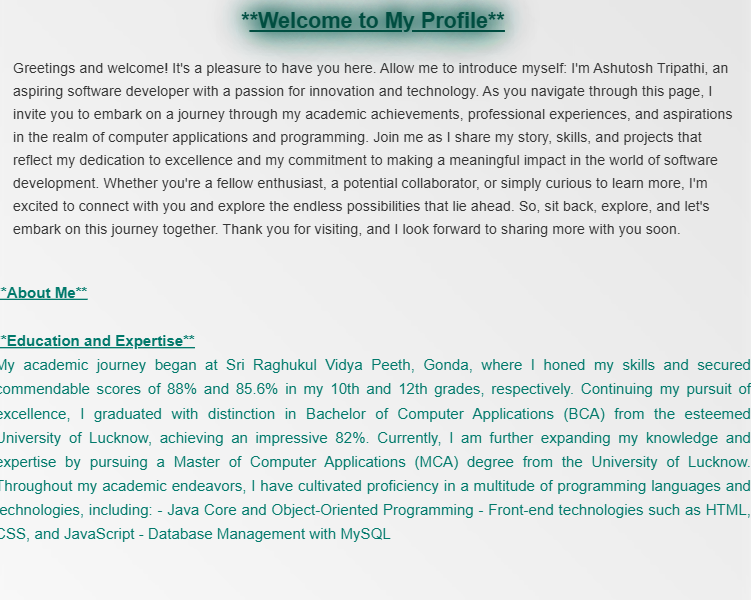 **Welcome to My Profile**
Greetings and welcome! It's a pleasure to have you here. Allow me to introduce myself: I'm Ashutosh Tripathi, an
aspiring software developer with a passion for innovation and technology. As you navigate through this page, I
invite you to embark on a journey through my academic achievements, professional experiences, and aspirations
in the realm of computer applications and programming. Join me as I share my story, skills, and projects that
reflect my dedication to excellence and my commitment to making a meaningful impact in the world of software
development. Whether you're a fellow enthusiast, a potential collaborator, or simply curious to learn more, I'm
excited to connect with you and explore the endless possibilities that lie ahead. So, sit back, explore, and let's
embark on this journey together. Thank you for visiting, and I look forward to sharing more with you soon.
*About Me**
*Education and Expertise**
My academic journey began at Sri Raghukul Vidya Peeth, Gonda, where I honed my skills and secured
commendable scores of 88% and 85.6% in my 10th and 12th grades, respectively. Continuing my pursuit of
excellence, I graduated with distinction in Bachelor of Computer Applications (BCA) from the esteemed
University of Lucknow, achieving an impressive 82%. Currently, I am further expanding my knowledge and
expertise by pursuing a Master of Computer Applications (MCA) degree from the University of Lucknow.
Throughout my academic endeavors, I have cultivated proficiency in a multitude of programming languages and
technologies, including: - Java Core and Object-Oriented Programming - Front-end technologies such as HTML,
CSS, and JavaScript - Database Management with MySQL